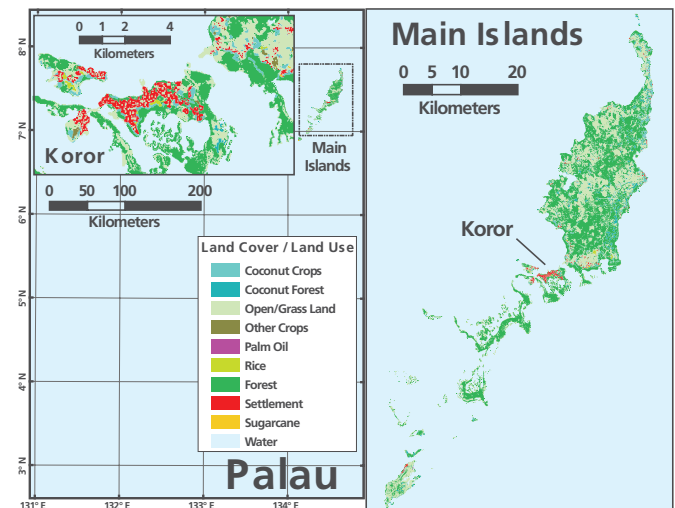 0 1 2 4
Kilometers
Koror
8° N
7° N
6° N
5° N
4° N
3° N
Main
Islands
0 50 100 200
Kilometers
Land Cover / Land Use
Coconut Crops
Coconut Forest
Open/Grass Land
Other Crops
Palm Oil
Rice
Forest
Settlement
Sugarcane
Water
Palau
131° E 132° E 133° E 134° E
Main Islands
0 5 10 20
Kilometers
Koror